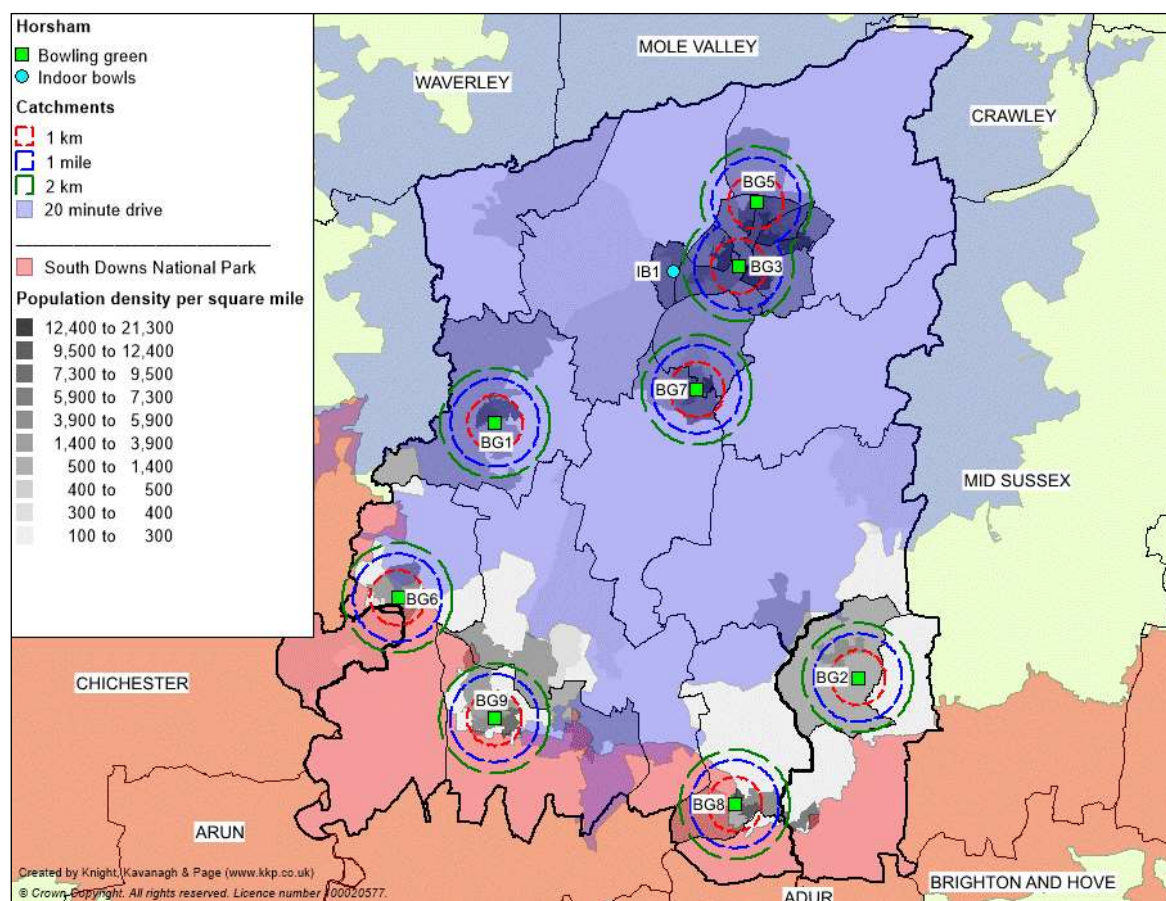 Horsham
Bowling green
Indoor bowls
Catchments
1 km
1 mile
2 km
20 minute drive
South Downs National Park
Population density per square mile
12,400 to 21,300
9,500 to 12,400
7,300 to 9,500
5,900 to 7,300
3,900 to 5,900
1,400 to 3,900
500 to 1,400
400 to 500
300 to 400
100 to 300
MOLE VALLEY
WAVERLEY
CRAWLEY
BG5
IB1
BG3
BG7
BG1
MID SUSSEX
BG6
CHICHESTER
BG2
BG9
BG8
ARUN
Created by Knight, Kavanagh & Page (www.kkp.co.uk)
BRIGHTON AND HOVE
© Crown Copyright. All rights reserved. Licence number 100020577.
ADUR